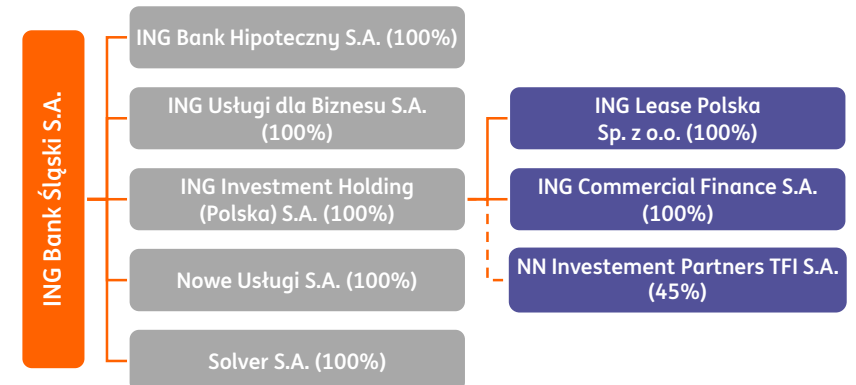 ING Bank Śląski S.A.
ING Bank Hipoteczny S.A. (100%)
ING Usługi dla Biznesu S.A.
(100%)
ING Investment Holding
(Polska) S.A. (100%)
Nowe Usługi S.A. (100%)
Solver S.A. (100%)
ING Lease Polska
Sp. z o.o. (100%)
ING Commercial Finance S.A.
(100%)
NN Investement Partners TFI S.A.
(45%)